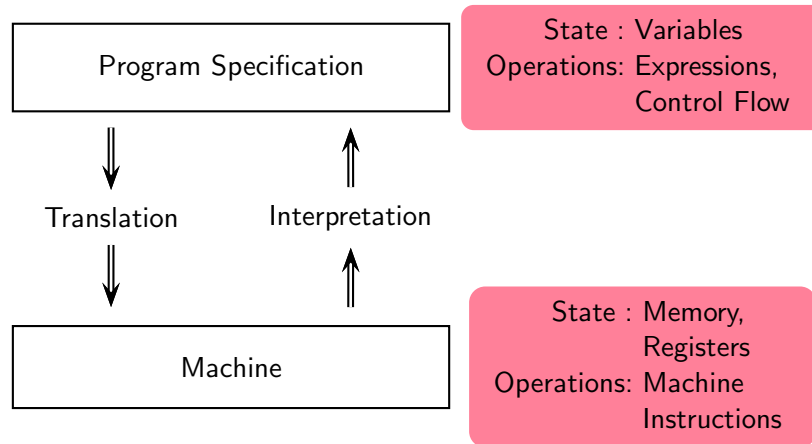 Program Specification
State : Variables
Operations: Expressions,
Control Flow
Translation
Interpretation
Machine
State : Memory,
Registers
Operations: Machine
Instructions